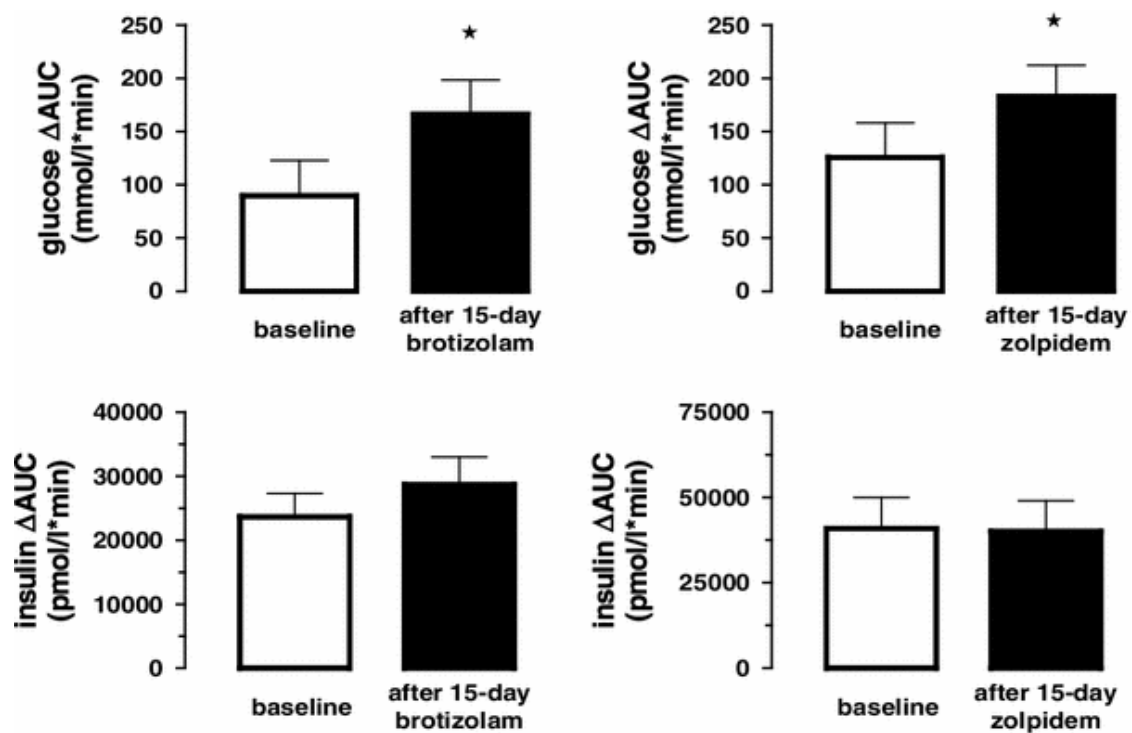 glucose ΔAUC
(mmol/l*min)
250
200
150
100
50
0
★
baseline
after 15-day
brotizolam
glucose ΔAUC
(mmol/l*min)
250
200
150
100
50
0
★
baseline
after 15-day
zolpidem
insulin ΔAUC
(pmol/l*min)
40000
30000
20000
10000
0
baseline
after 15-day
brotizolam
insulin ΔAUC
(pmol/l*min)
75000
50000
25000
0
baseline
after 15-day
zolpidem